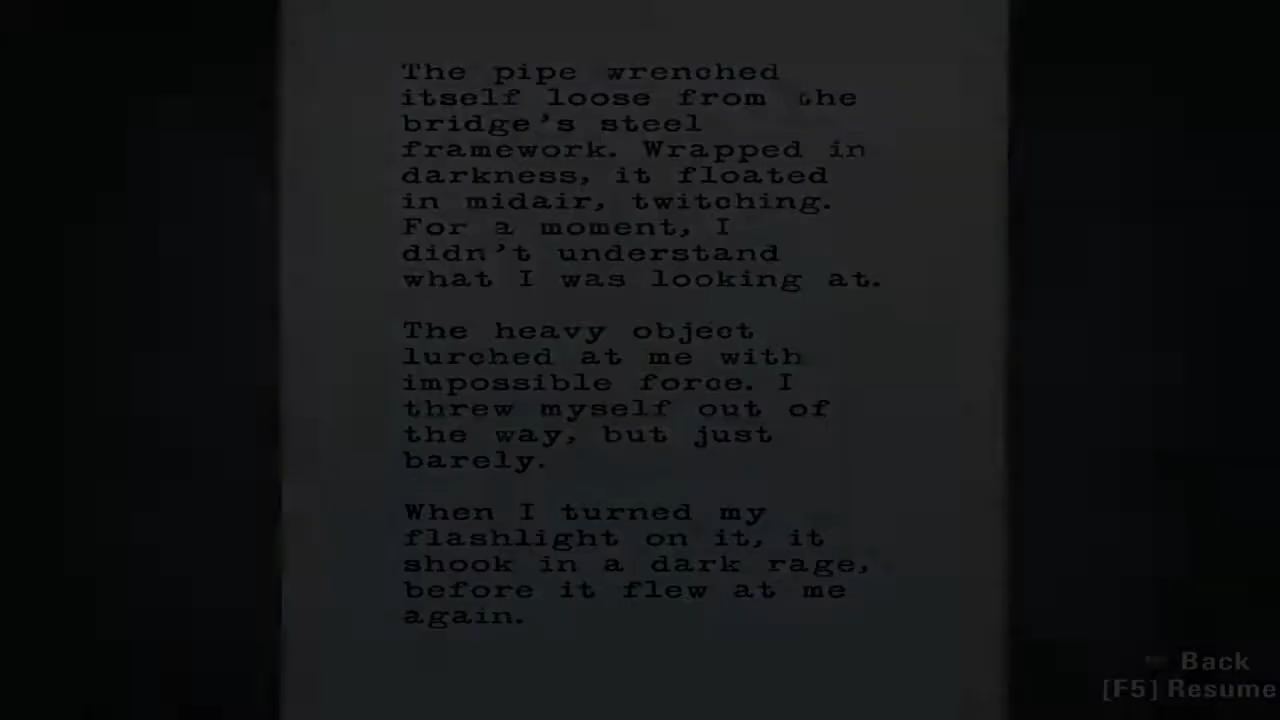 The pipe wrenched
itself loose from the
bridge's steel
framework. Wrapped in
darkness, it floated
in midair, twitching.
For a moment, I
didn't understand
what I was looking at.
The heavy object
lurched at me with
impossible force. I
threw myself out of
the way, but just
barely.
When I turned my
flashlight on it, it
shook in a dark rage,
before it flew at me
again.
Back
[F5] Resume